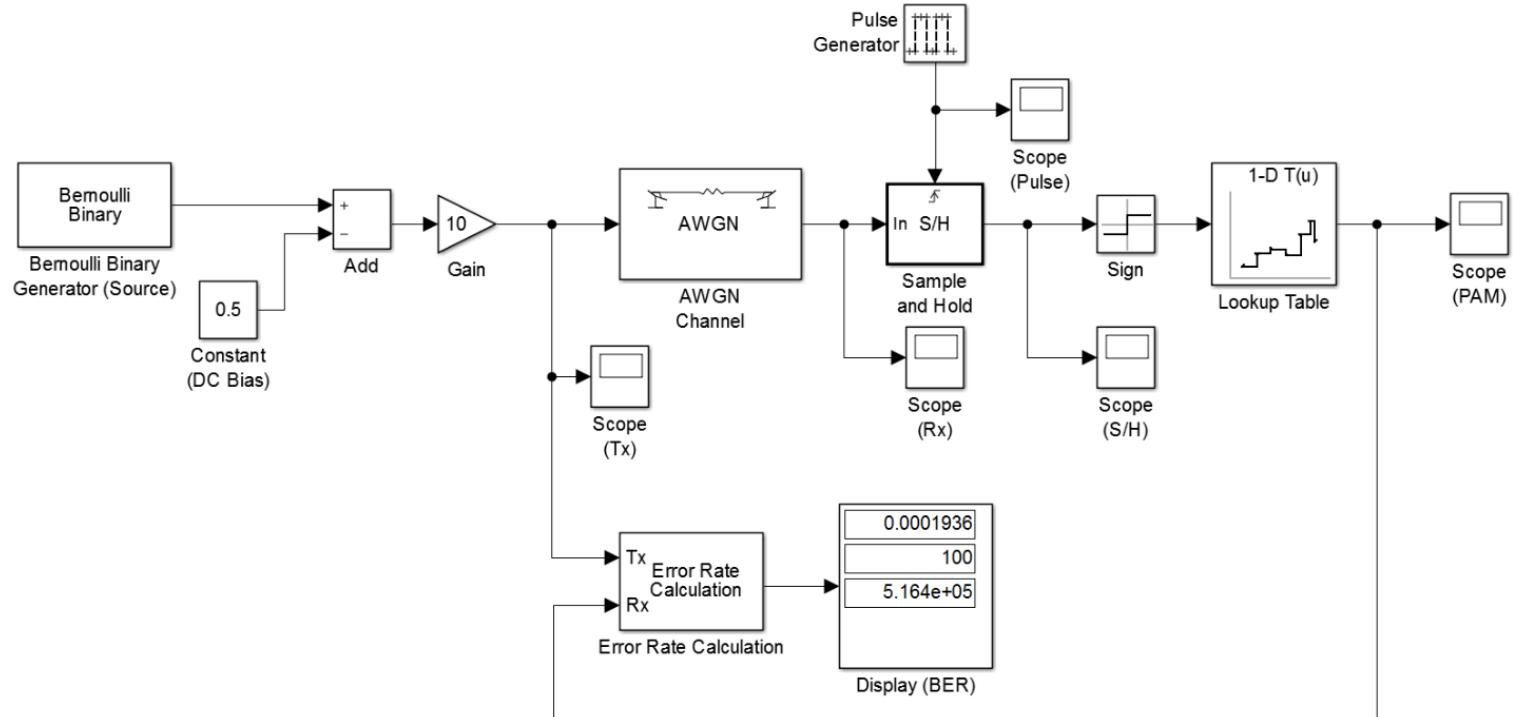 Pulse
Generator
Scope
(Pulse)
Bernoulli
Binary
Bernoulli Binary
Generator (Source)
+
−
Add
0.5
Constant
(DC Bias)
10
Gain
AWGN
AWGN
Channel
In S/H
Sample
and Hold
Sign
1-D T(u)
Lookup Table
Scope
(PAM)
Scope
(Tx)
Scope
(Rx)
Scope
(S/H)
Tx
Rx
Error Rate
Calculation
Error Rate Calculation
0.0001936
100
5.164e+05
Display (BER)